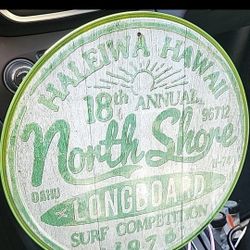 HALEIWA HAWAII
18th ANNUAL
96712
North Shore
OAHU
LONGBOARD
SURF COMPETITION